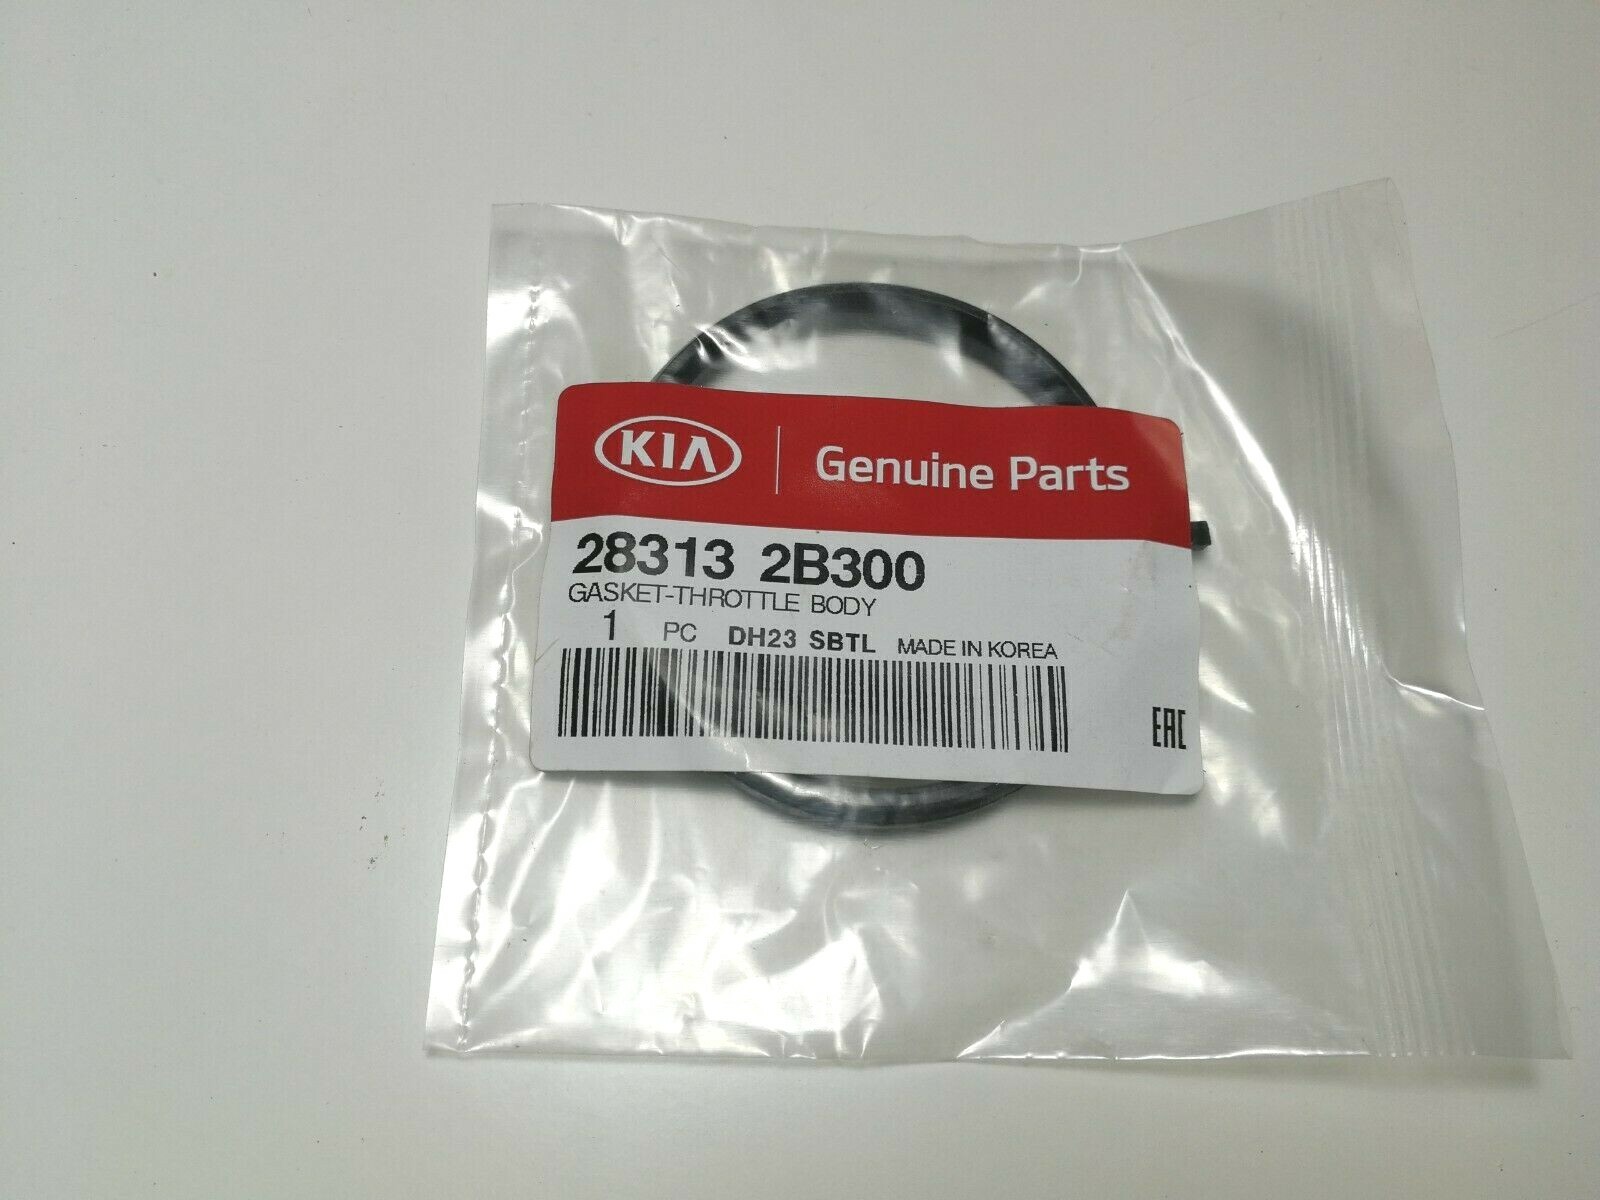 KIA Genuine Parts
28313 2B300
GASKET-THROTTLE BODY
1 PC DH23 SBTL MADE IN KOREA
EAC